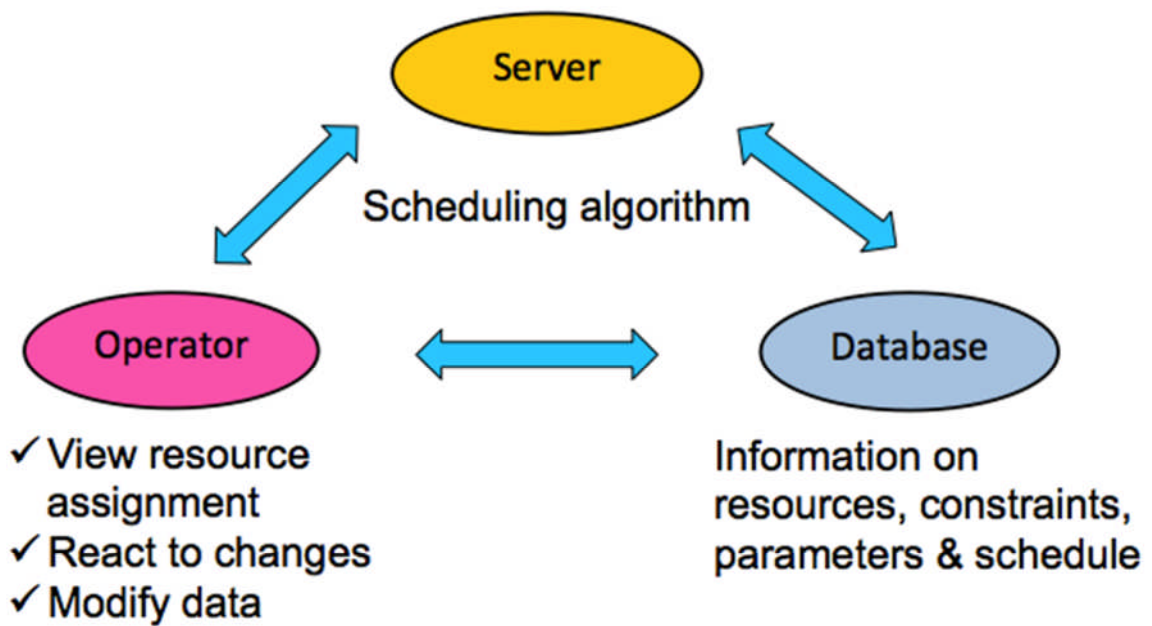 Server
Scheduling algorithm
Operator
Database
✓ View resource
assignment
✓ React to changes
✓ Modify data
Information on
resources, constraints,
parameters & schedule